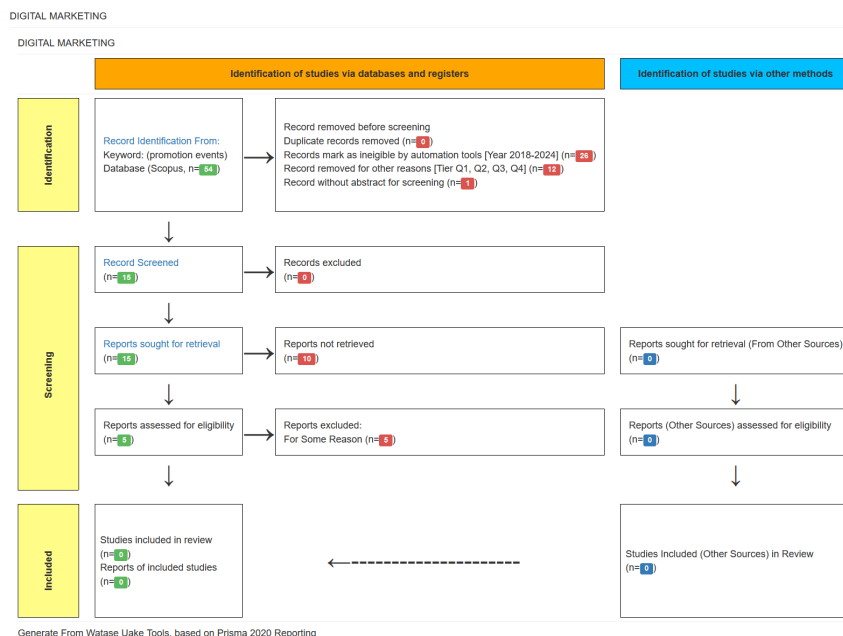 DIGITAL MARKETING
DIGITAL MARKETING
Identification of studies via databases and registers
Identification of studies via other methods
Identification
Record Identification From:
Keyword: (promotion events)
Database (Scopus, n=54)
Record removed before screening
Duplicate records removed (n=0)
Records mark as inegible by automation tools [Year 2018-2024] (n=26)
Record removed for other reasons [Tier Q1, Q2, Q3, Q4] (n=12)
Record without abstract for screening (n=1)
Screening
Record Screened
(n=15)
Records excluded
(n=0)
Reports sought for retrieval
(n=15)
Reports not retrieved
(n=10)
Reports sought for retrieval (From Other Sources)
(n=0)
Reports assessed for eligibility
(n=5)
Reports excluded:
For Some Reason (n=5)
Reports (Other Sources) assessed for eligibility
(n=0)
Included
Studies included in review
(n=0)
Reports of included studies
(n=0)
Studies Included (Other Sources) in Review
(n=0)
Generate From Watase Uake Tools, based on Prisma 2020 Reporting